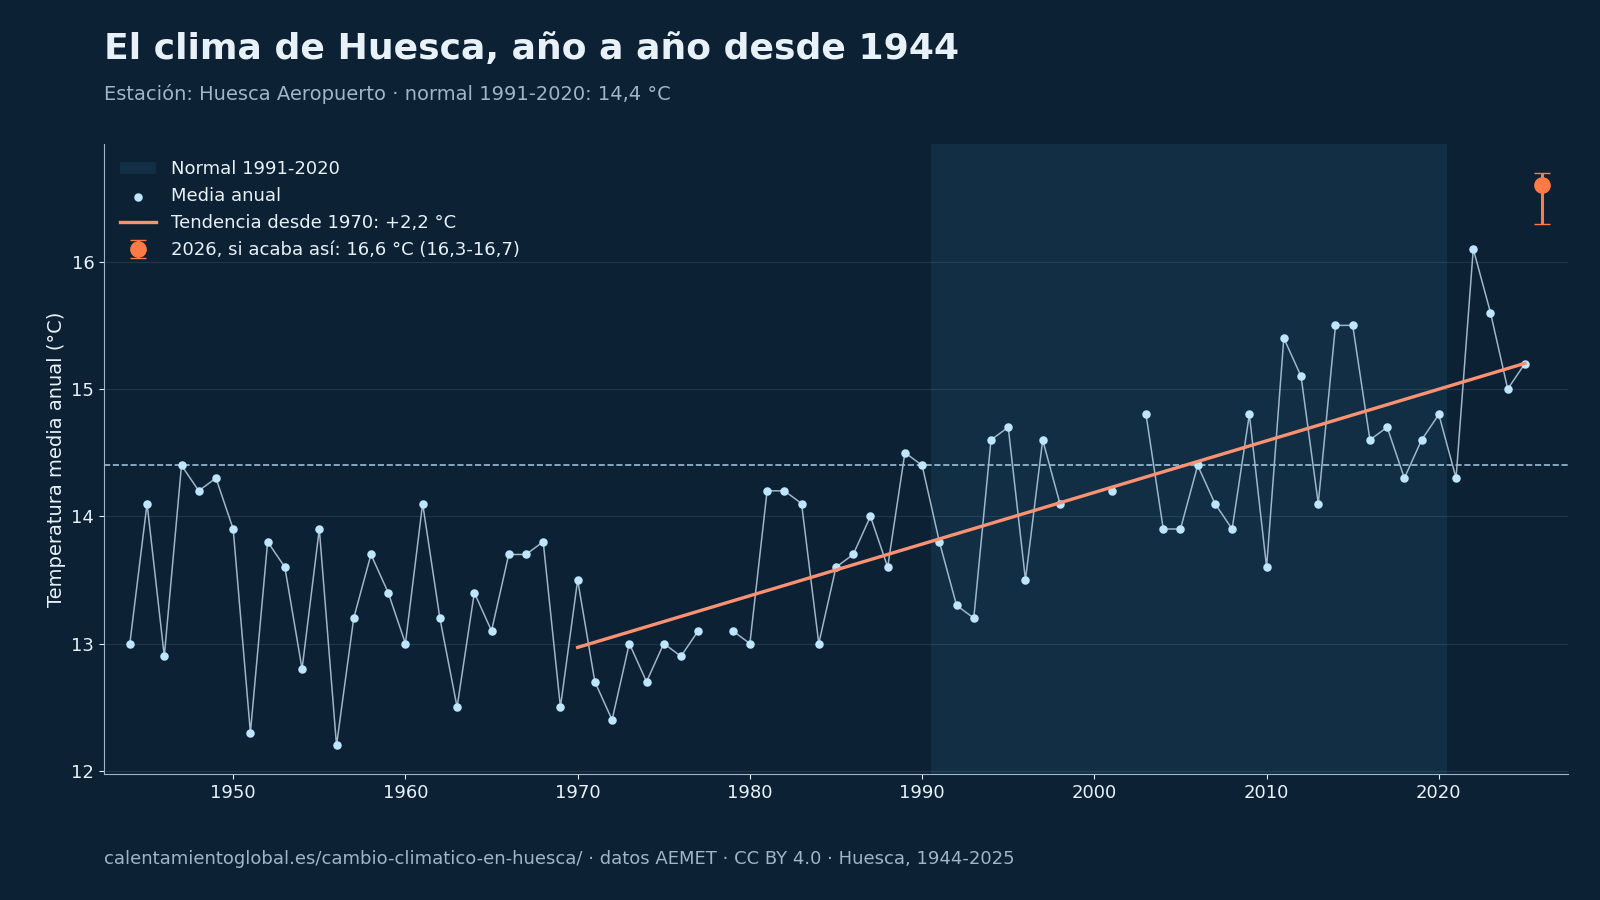 El clima de Huesca, año a año desde 1944
Estación: Huesca Aeropuerto · normal 1991-2020: 14,4 °C
Normal 1991-2020
Media anual
Tendencia desde 1970: +2,2 °C
2026, si acaba así: 16,6 °C (16,3-16,7)
Temperatura media anual (°C)
16
15
14
13
12
1950 1960 1970 1980 1990 2000 2010 2020
calentamientoglobal.es/cambio-climatico-en-huesca/ · datos AEMET · CC BY 4.0 · Huesca, 1944-2025